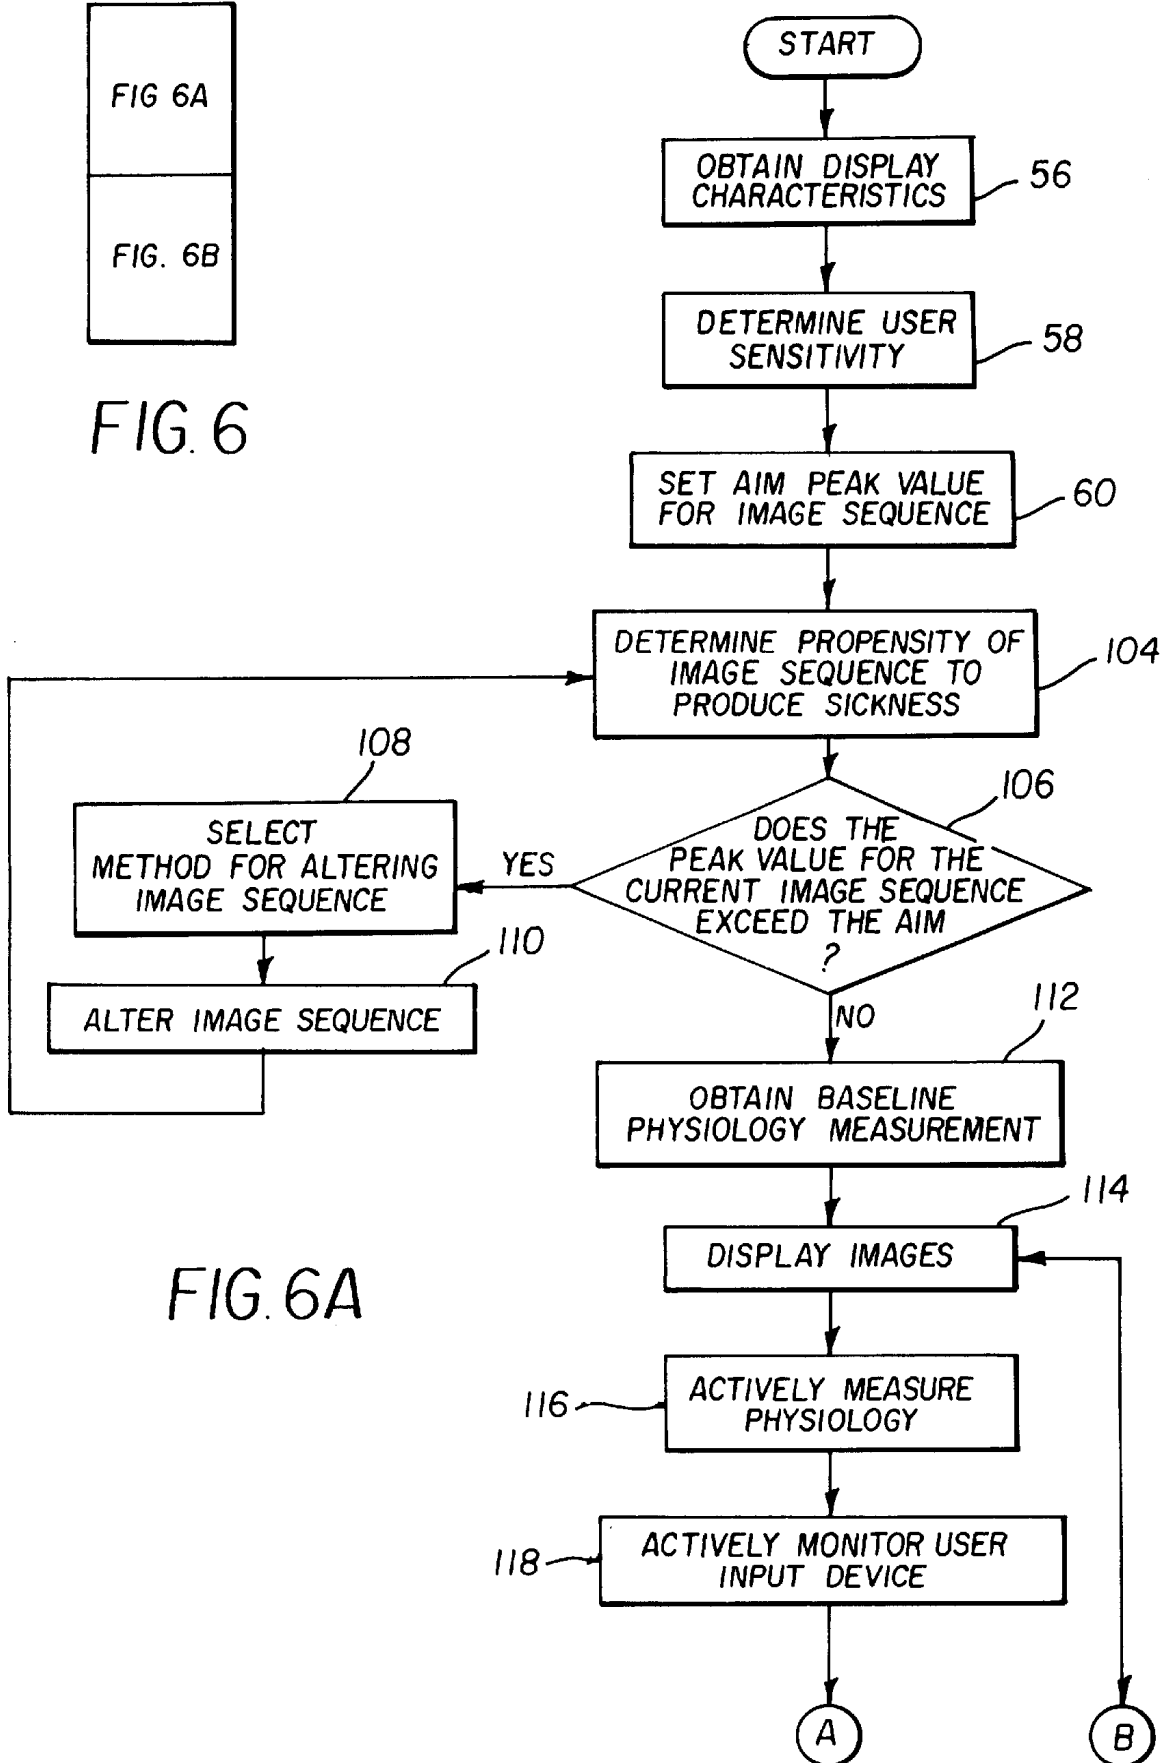 FIG 6A
FIG. 6B
FIG. 6
START
OBTAIN DISPLAY
CHARACTERISTICS
56
DETERMINE USER
SENSITIVITY
58
SET AIM PEAK VALUE
FOR IMAGE SEQUENCE
60
DETERMINE PROPENSITY OF
IMAGE SEQUENCE TO
PRODUCE SICKNESS
104
106
DOES THE
PEAK VALUE FOR THE
CURRENT IMAGE SEQUENCE
EXCEED THE AIM
?
YES
108
SELECT
METHOD FOR ALTERING
IMAGE SEQUENCE
110
ALTER IMAGE SEQUENCE
NO
112
OBTAIN BASELINE
PHYSIOLOGY MEASUREMENT
114
DISPLAY IMAGES
FIG. 6A
116
ACTIVELY MEASURE
PHYSIOLOGY
118
ACTIVELY MONITOR USER
INPUT DEVICE
A
B